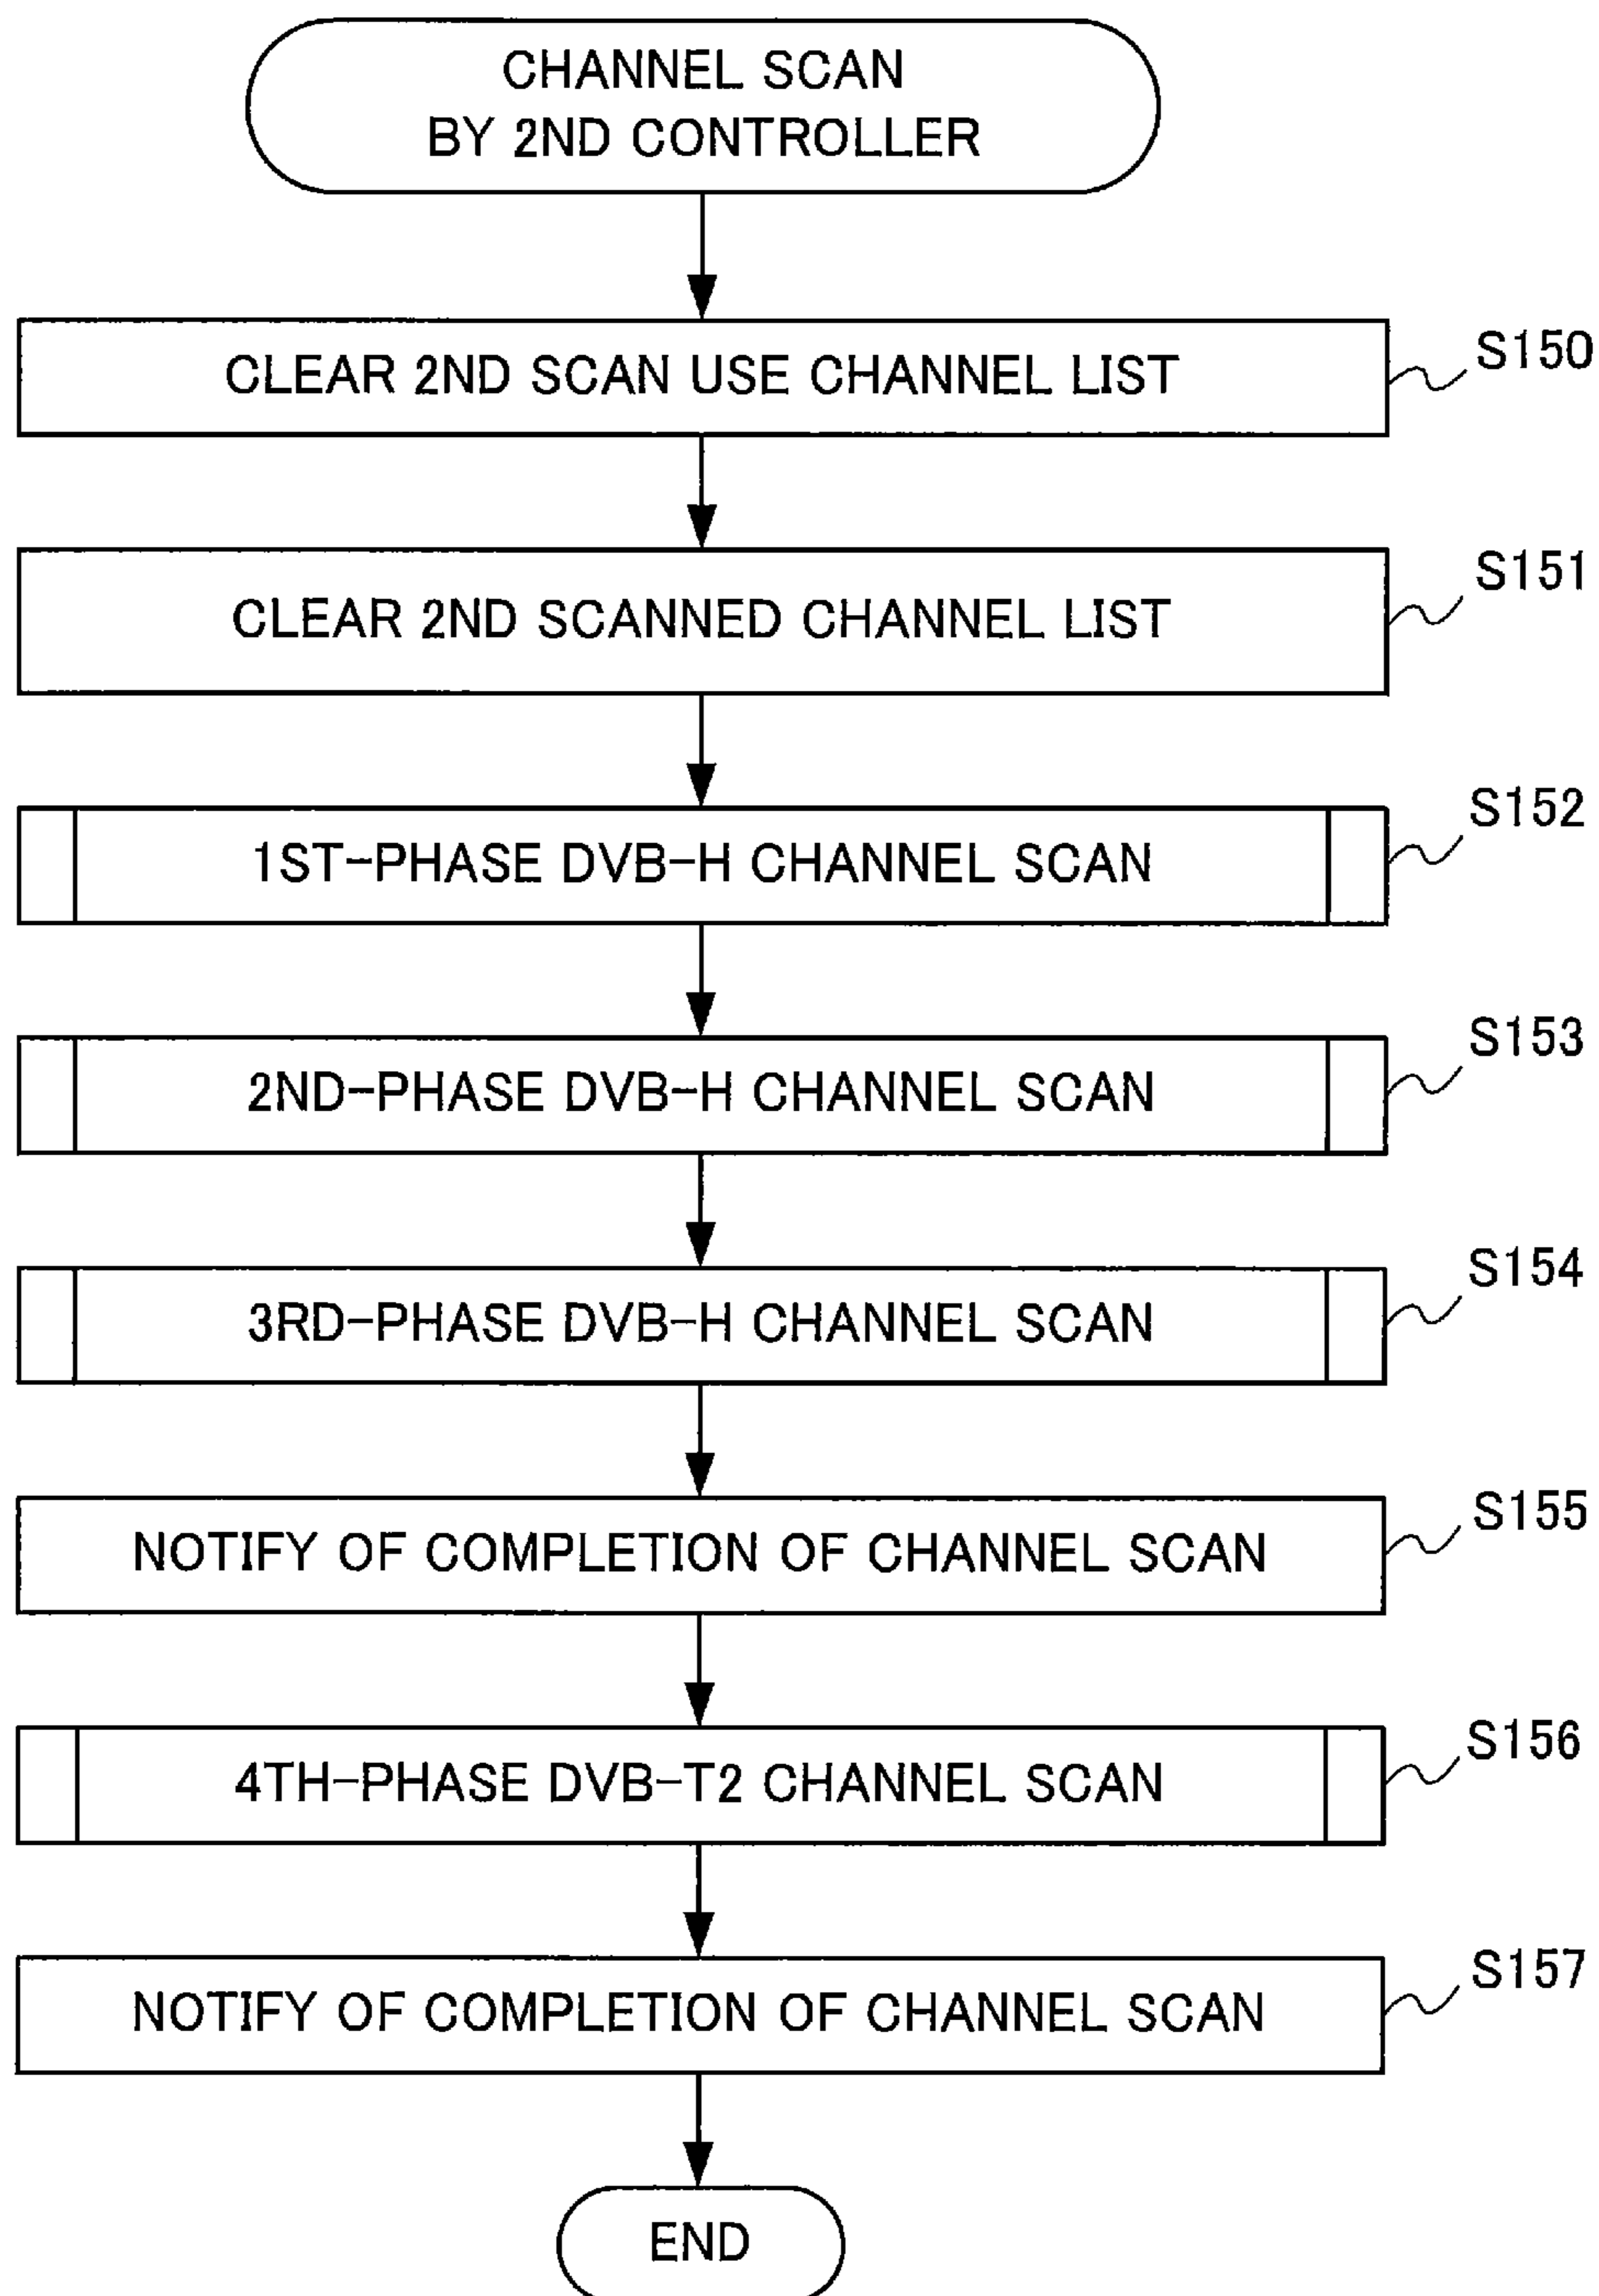 CHANNEL SCAN
BY 2ND CONTROLLER
CLEAR 2ND SCAN USE CHANNEL LIST
S150
CLEAR 2ND SCANNED CHANNEL LIST
S151
1ST-PHASE DVB-H CHANNEL SCAN
S152
2ND-PHASE DVB-H CHANNEL SCAN
S153
3RD-PHASE DVB-H CHANNEL SCAN
S154
NOTIFY OF COMPLETION OF CHANNEL SCAN
S155
4TH-PHASE DVB-T2 CHANNEL SCAN
S156
NOTIFY OF COMPLETION OF CHANNEL SCAN
S157
END